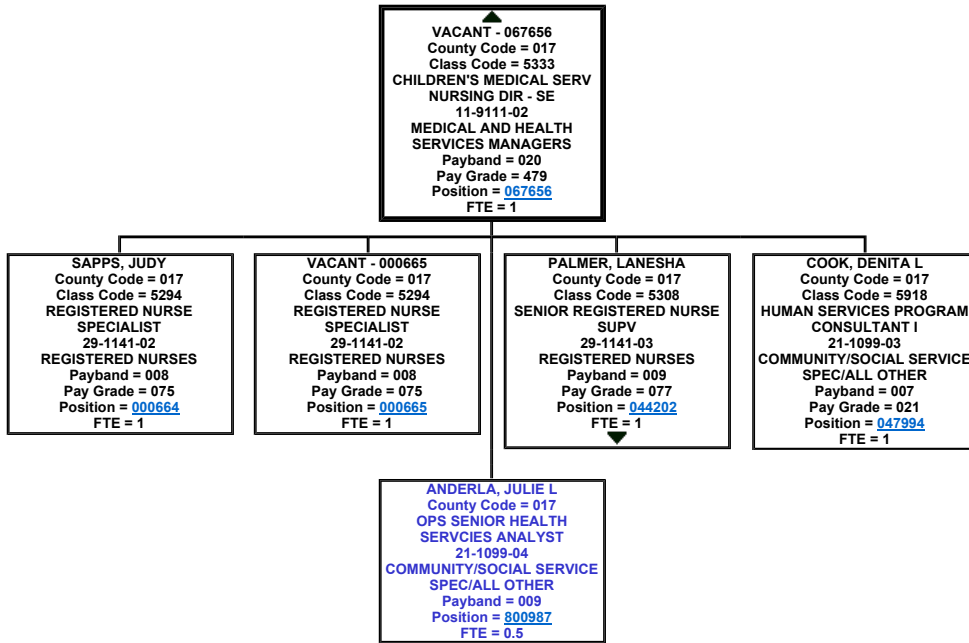 VACANT - 067656
County Code = 017
Class Code = 5333
CHILDREN'S MEDICAL SERV
NURSING DIR - SE
11-9111-02
MEDICAL AND HEALTH
SERVICES MANAGERS
Payband = 020
Pay Grade = 479
Position = 067656
FTE = 1
SAPPS, JUDY
County Code = 017
Class Code = 5294
REGISTERED NURSE
SPECIALIST
29-1141-02
REGISTERED NURSES
Payband = 008
Pay Grade = 075
Position = 000664
FTE = 1
VACANT - 000665
County Code = 017
Class Code = 5294
REGISTERED NURSE
SPECIALIST
29-1141-02
REGISTERED NURSES
Payband = 008
Pay Grade = 075
Position = 000665
FTE = 1
PALMER, LANESHA
County Code = 017
Class Code = 5308
SENIOR REGISTERED NURSE
SUPV
29-1141-03
REGISTERED NURSES
Payband = 009
Pay Grade = 077
Position = 044202
FTE = 1
COOK, DENITA L
County Code = 017
Class Code = 5918
HUMAN SERVICES PROGRAM
CONSULTANT I
21-1099-03
COMMUNITY/SOCIAL SERVICE
SPEC/ALL OTHER
Payband = 007
Pay Grade = 021
Position = 047994
FTE = 1
ANDERLA, JULIE L
County Code = 017
OPS SENIOR HEALTH
SERVCIES ANALYST
21-1099-04
COMMUNITY/SOCIAL SERVICE
SPEC/ALL OTHER
Payband = 009
Position = 800987
FTE = 0.5